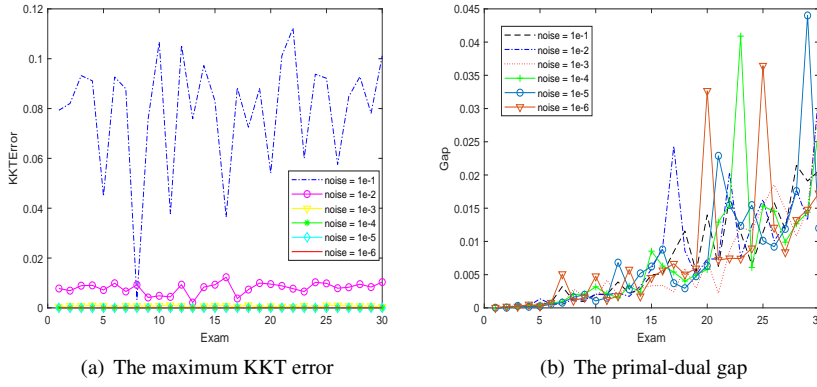 0.12
0.1
0.08
0.06
0.04
0.02
0
KKTError
noise = 1e-1
noise = 1e-2
noise = 1e-3
noise = 1e-4
noise = 1e-5
noise = 1e-6
0 5 10 15 20 25 30
Exam
(a) The maximum KKT error
0.045
0.04
0.035
0.03
0.025
0.02
0.015
0.01
0.005
0
Gap
noise = 1e-1
noise = 1e-2
noise = 1e-3
noise = 1e-4
noise = 1e-5
noise = 1e-6
0 5 10 15 20 25 30
Exam
(b) The primal-dual gap